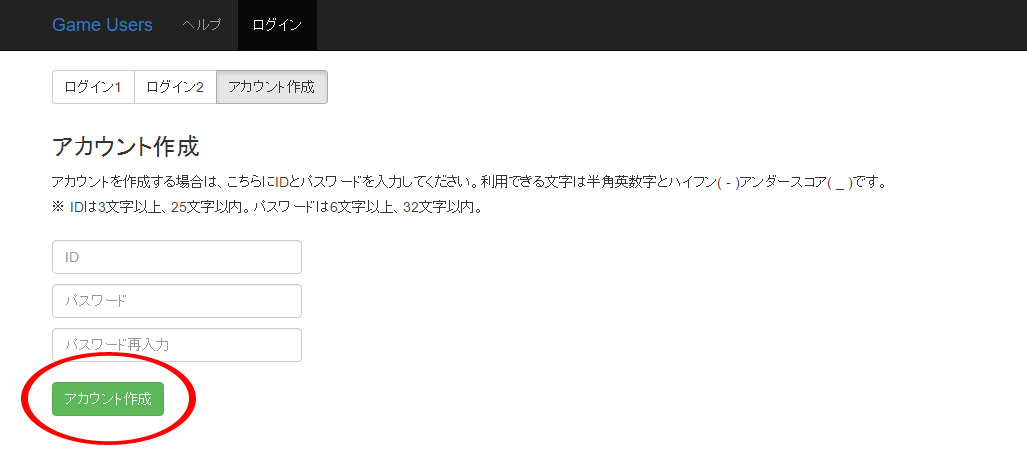 Game Users ヘルプ ログイン
ログイン1 ログイン2 アカウント作成
アカウント作成
アカウントを作成する場合は、こちらにIDとパスワードを入力してください。利用できる文字は半角英数字とハイフン( - )アンダースコア( _ )です。
※ IDは3文字以上、25文字以内。パスワードは6文字以上、32文字以内。
ID
パスワード
パスワード再入力
アカウント作成